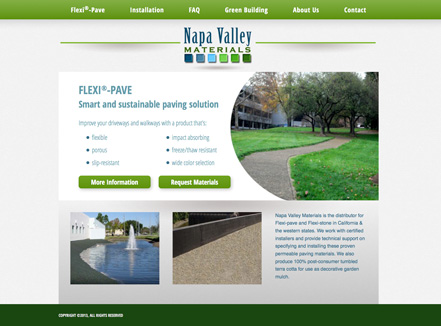 Flexi®-Pave Installation FAQ Green Building About Us Contact
Napa Valley
MATERIALS
FLEXI®-PAVE
Smart and sustainable paving solution
Improve your driveways and walkways with a product that's:
• flexible • impact absorbing
• porous • freeze/thaw resistant
• slip-resistant • wide color selection
More Information Request Materials
Napa Valley Materials is the distributor for
Flexi-pave and Flexi-stone in California &
the western states. We work with certified
installers and provide technical support on
specifying and installing these proven
permeable paving materials. We also
produce 100% post-consumer tumbled
terra cotta for use as decorative garden
mulch.
COPYRIGHT ©2013, ALL RIGHTS RESERVED